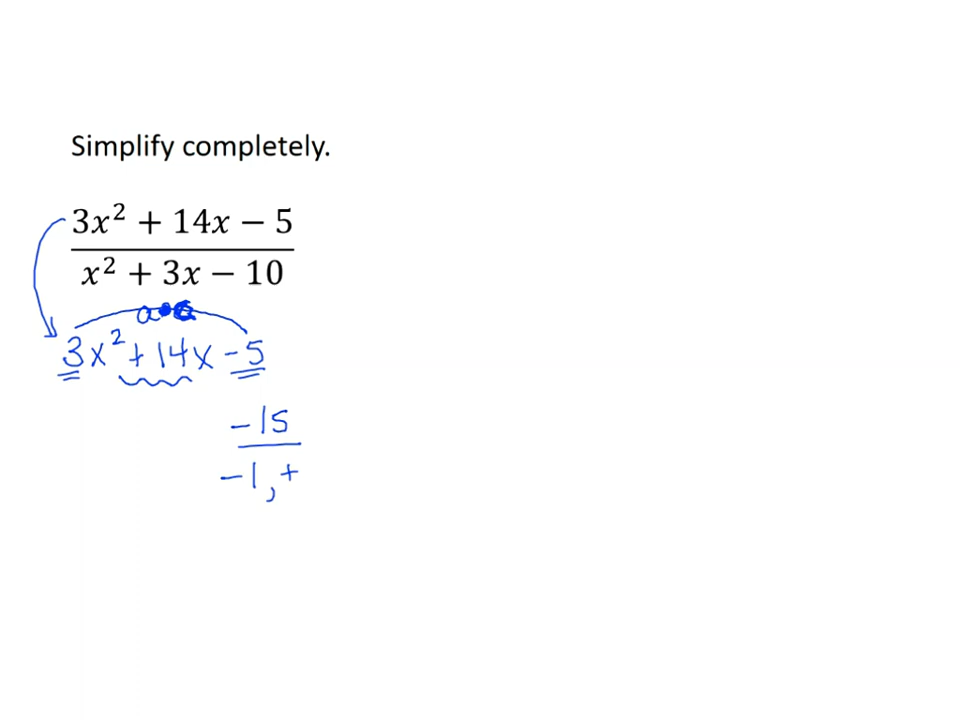 Simplify completely.
3x² + 14x − 5
x² + 3x − 10
a•c
3x² + 14x − 5
−15
−1, +